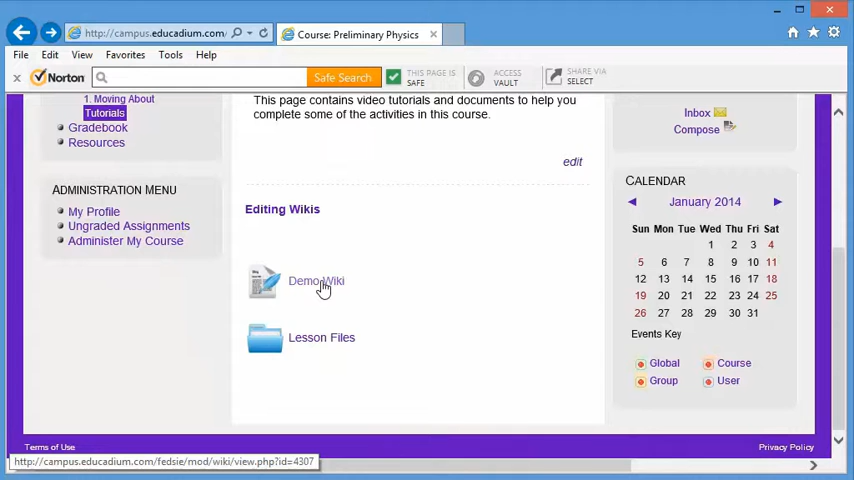 http://campus.educadium.com/
Course: Preliminary Physics
File Edit View Favorites Tools Help
Norton
Safe Search
THIS PAGE IS
SAFE
ACCESS
VAULT
SHARE VIA
SELECT
1. Moving About
Tutorials
Gradebook
Resources
ADMINISTRATION MENU
My Profile
Ungraded Assignments
Administer My Course
This page contains video tutorials and documents to help you
complete some of the activities in this course.
edit
Editing Wikis
Demo Wiki
Lesson Files
Inbox
Compose
CALENDAR
January 2014
Sun Mon Tue Wed Thu Fri Sat
1 2 3 4
5 6 7 8 9 10 11
12 13 14 15 16 17 18
19 20 21 22 23 24 25
26 27 28 29 30 31
Events Key
Global Course
Group User
Terms of Use
Privacy Policy
http://campus.educadium.com/fedsie/mod/wiki/view.php?id=4307